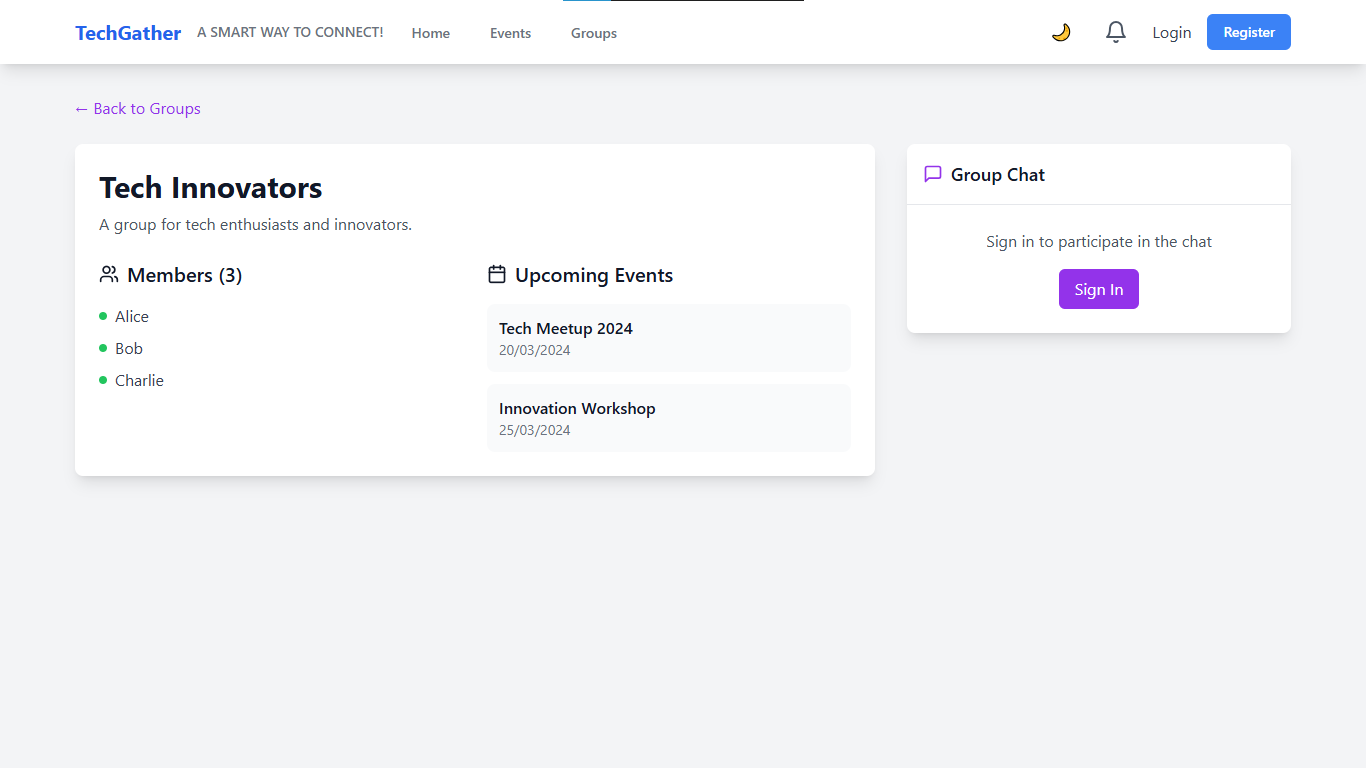 TechGather A SMART WAY TO CONNECT! Home Events Groups Login Register
← Back to Groups
Tech Innovators
A group for tech enthusiasts and innovators.
Members (3)
Alice
Bob
Charlie
Upcoming Events
Tech Meetup 2024
20/03/2024
Innovation Workshop
25/03/2024
Group Chat
Sign in to participate in the chat
Sign In